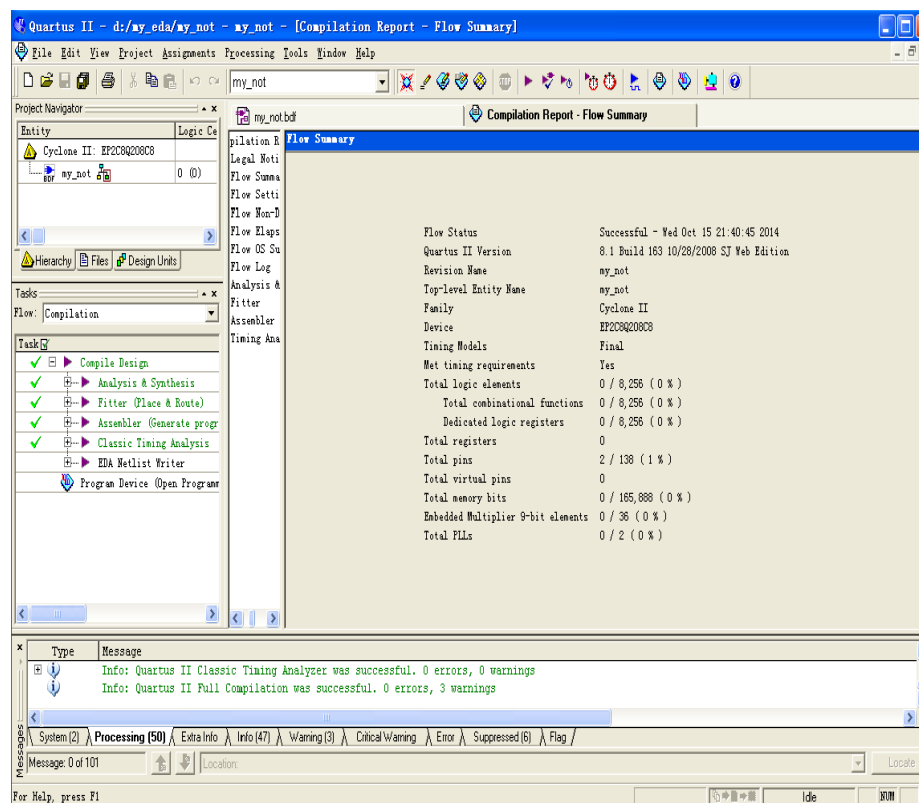 Quartus II - d:/my_eda/my_not - my_not - [Compilation Report - Flow Summary]
File Edit View Project Assignments Processing Tools Window Help
my_not
Project Navigator
Entity Logic Ce
Cyclone II: EP2C8Q208C8
BDF my_not 0 (0)
Hierarchy Files Design Units
Tasks
Flow: Compilation
Task
Compile Design
Analysis & Synthesis
Fitter (Place & Route)
Assembler (Generate progr
Classic Timing Analysis
EDA Netlist Writer
Program Device (Open Programm
my_not.bdf
Compilation Report - Flow Summary
pilation R
Legal Noti
Flow Summa
Flow Setti
Flow Non-D
Flow Elaps
Flow OS Su
Flow Log
Analysis &
Fitter
Assembler
Timing Ana
Flow Summary
Flow Status Successful - Wed Oct 15 21:40:45 2014
Quartus II Version 8.1 Build 163 10/28/2008 SJ Web Edition
Revision Name my_not
Top-level Entity Name my_not
Family Cyclone II
Device EP2C8Q208C8
Timing Models Final
Met timing requirements Yes
Total logic elements 0 / 8,256 ( 0 % )
Total combinational functions 0 / 8,256 ( 0 % )
Dedicated logic registers 0 / 8,256 ( 0 % )
Total registers 0
Total pins 2 / 138 ( 1 % )
Total virtual pins 0
Total memory bits 0 / 165,888 ( 0 % )
Embedded Multiplier 9-bit elements 0 / 36 ( 0 % )
Total PLLs 0 / 2 ( 0 % )
Type Message
Info: Quartus II Classic Timing Analyzer was successful. 0 errors, 0 warnings
Info: Quartus II Full Compilation was successful. 0 errors, 3 warnings
System (2) Processing (50) Extra Info Info (47) Warning (3) Critical Warning Error Suppressed (6) Flag
Messages
Message: 0 of 101 Location: Locate
For Help, press F1 Idle NUM